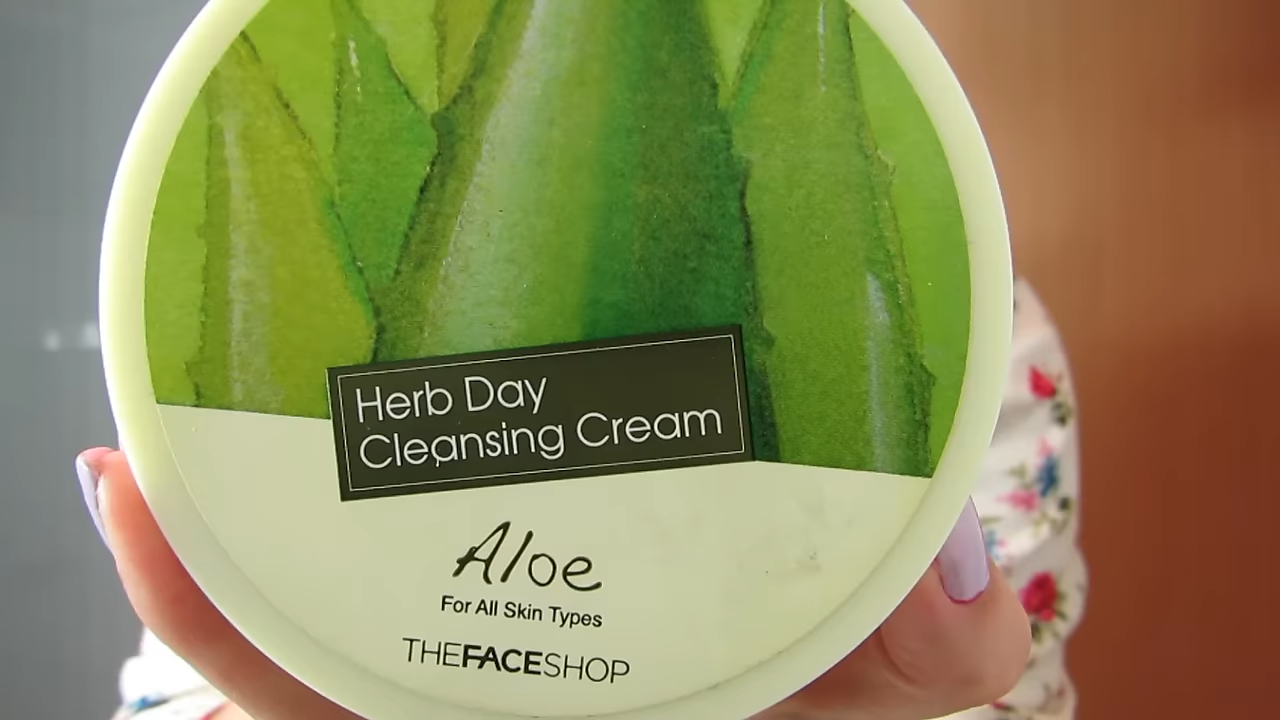 Herb Day
Cleansing Cream
Aloe
For All Skin Types
THEFACESHOP